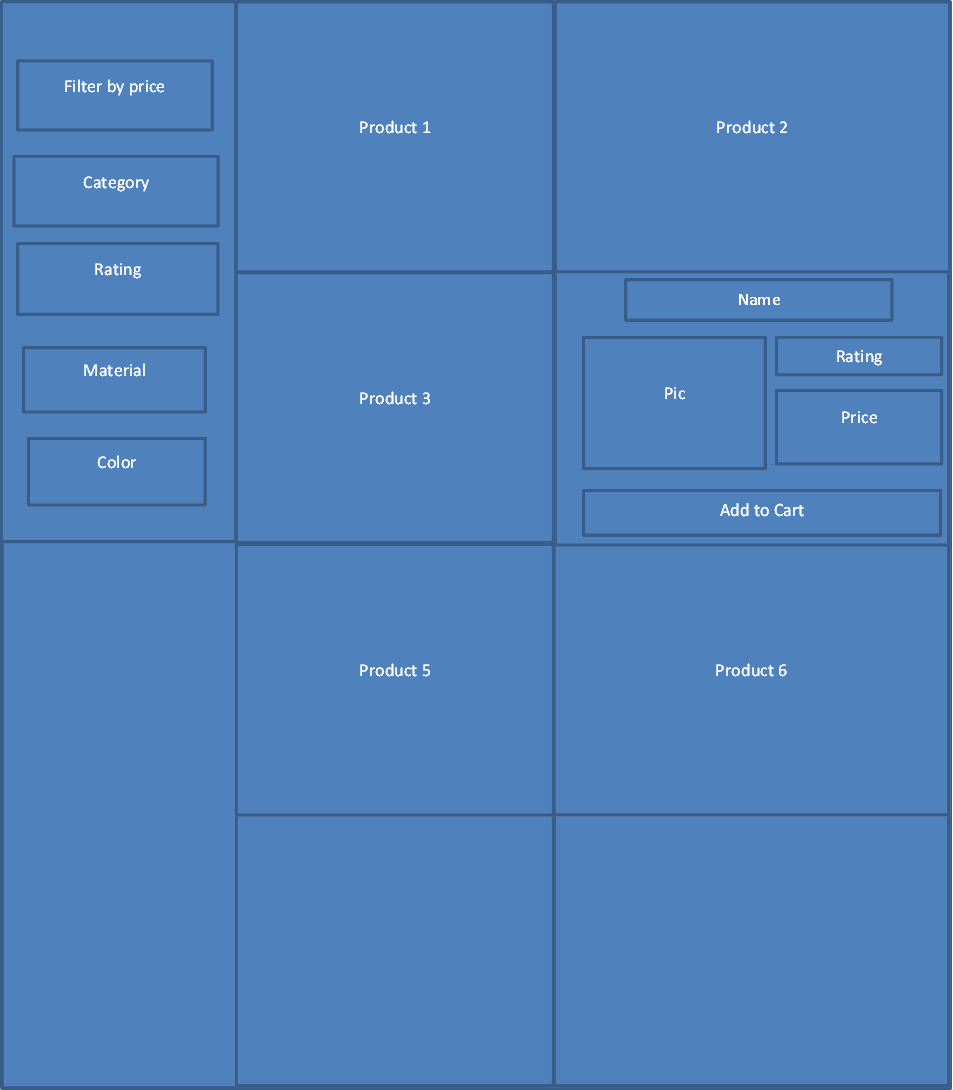 Filter by price
Category
Rating
Material
Color
Product 1
Product 2
Product 3
Name
Pic
Rating
Price
Add to Cart
Product 5
Product 6